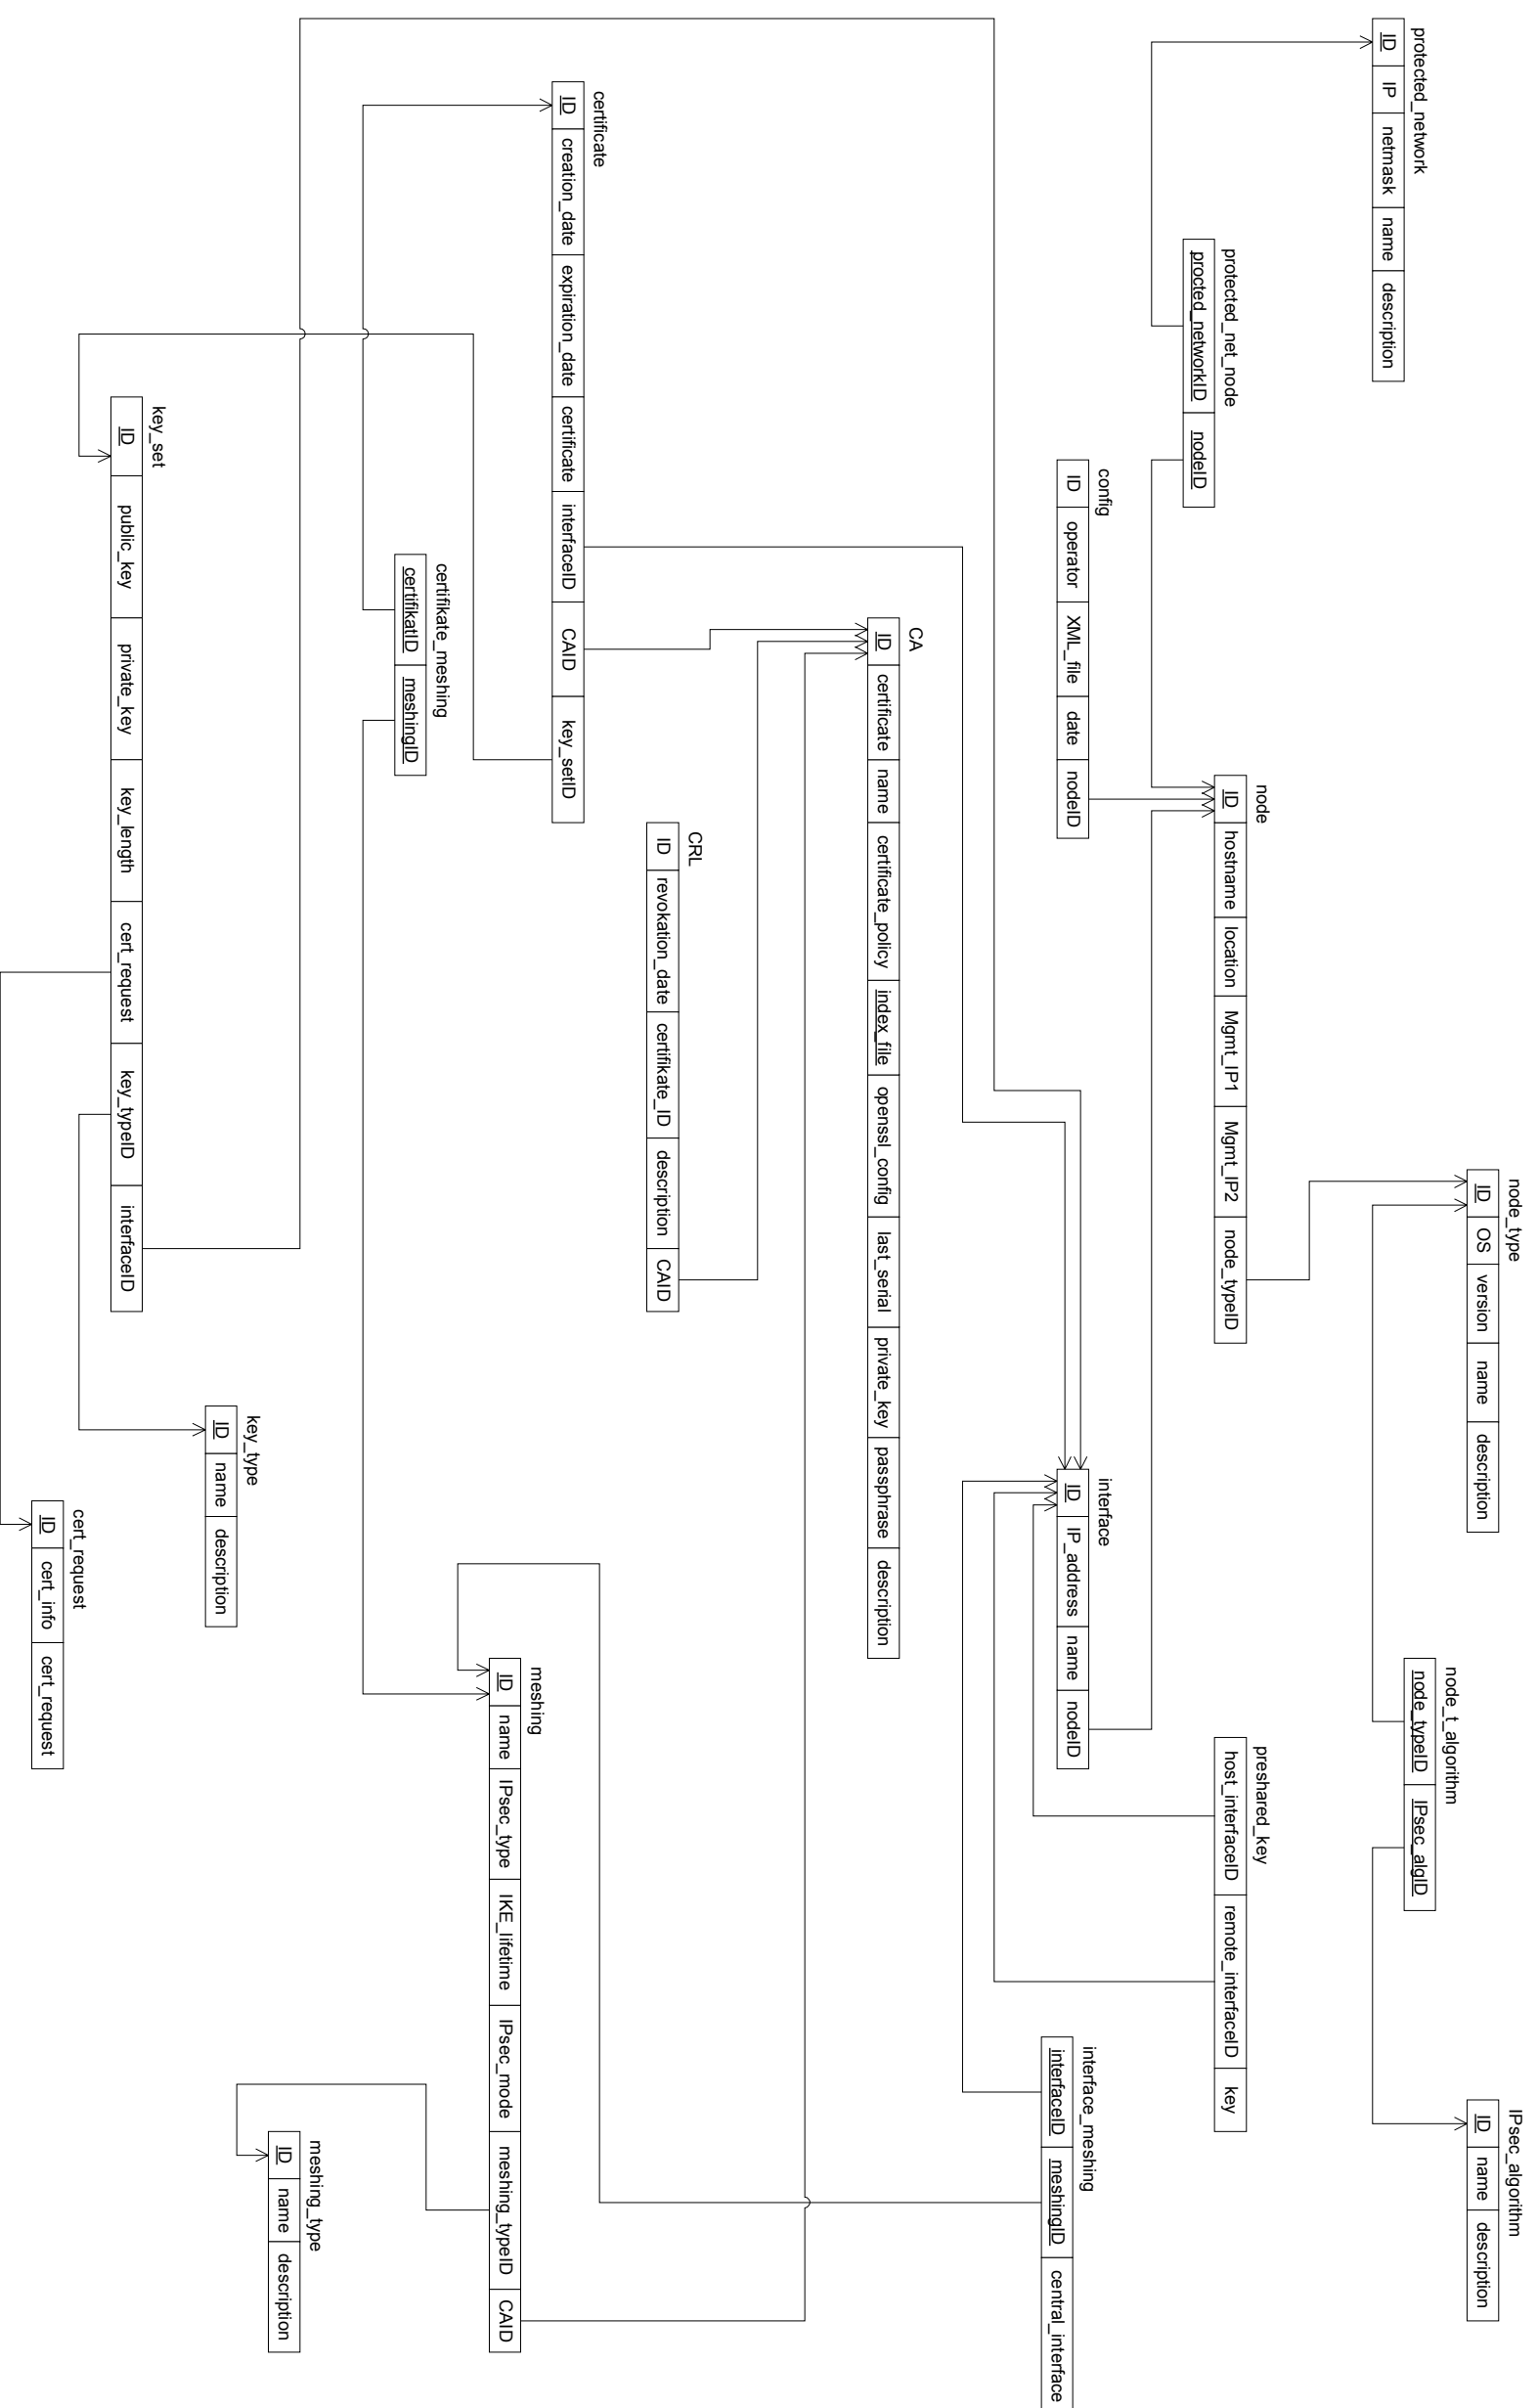 node_type
ID OS version name description
IPsec_algorithm
ID name description
node_t_algorithm
node_typeID IPsec_algID
protected_network
ID IP netmask name description
node
ID hostname location Mgmt_IP1 Mgmt_IP2 node_typeID
preshared_key
host_interfaceID remote_interfaceID key
protected_net_node
procted_networkID nodeID
config
ID operator XML_file date nodeID
interface
ID IP_address name nodeID
interface_meshing
interfaceID meshingID central_interface
CA
ID certificate name certificate_policy index_file openssl_config last_serial private_key passphrase description
CRL
ID revokation_date certifikate_ID description CAID
certificate
ID creation_date expiration_date certificate interfaceID CAID key_setID
meshing
ID name IPsec_type IKE_lifetime IPsec_mode meshing_typeID CAID
certifikate_meshing
certifikatID meshingID
meshing_type
ID name description
key_type
ID name description
key_set
ID public_key private_key key_length cert_request key_typeID interfaceID
cert_request
ID cert_info cert_request